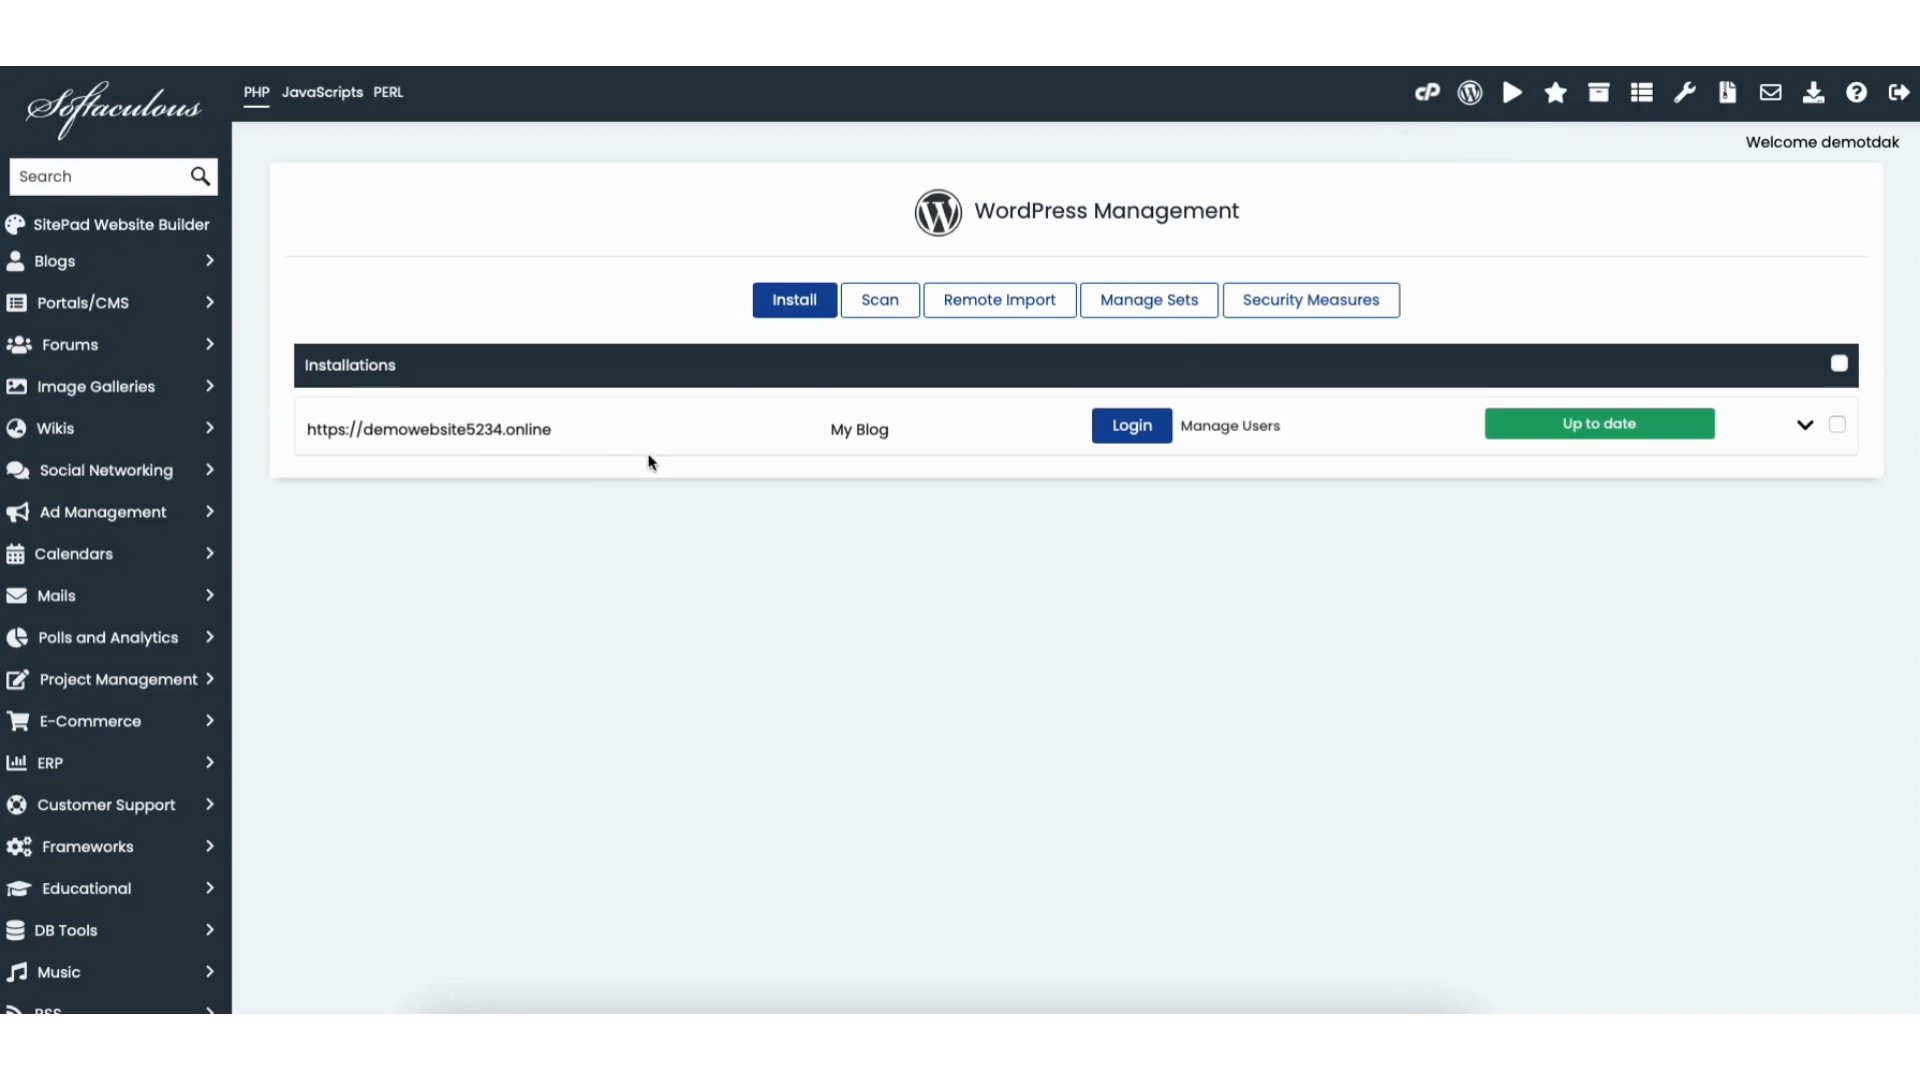 Softaculous
PHP JavaScripts PERL
cP
Welcome demotdak
Search
SitePad Website Builder
Blogs
Portals/CMS
Forums
Image Galleries
Wikis
Social Networking
Ad Management
Calendars
Mails
Polls and Analytics
Project Management
E-Commerce
ERP
Customer Support
Frameworks
Educational
DB Tools
Music
RSS
WordPress Management
Install Scan Remote Import Manage Sets Security Measures
Installations
https://demowebsite5234.online My Blog Login Manage Users Up to date